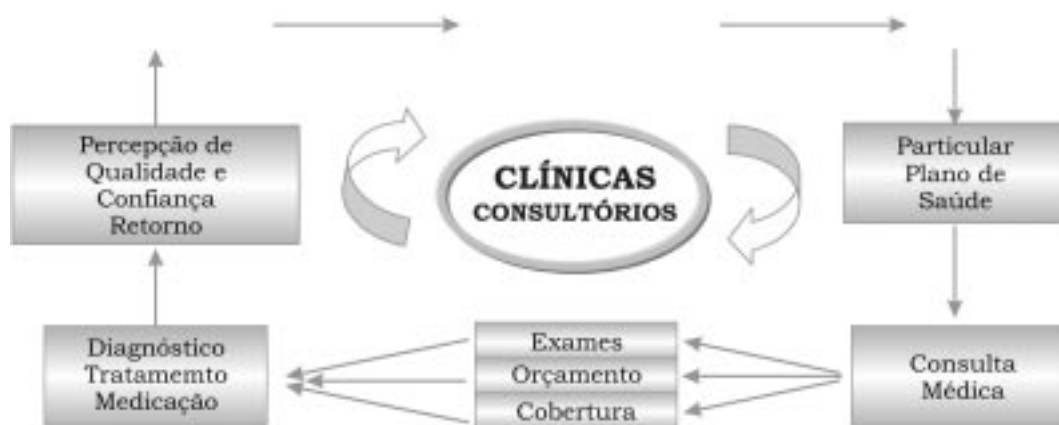 Percepção de
Qualidade e
Confiança
Retorno
CLÍNICAS
CONSULTÓRIOS
Particular
Plano de
Saúde
Diagnóstico
Tratamemto
Medicação
Exames
Orçamento
Cobertura
Consulta
Médica